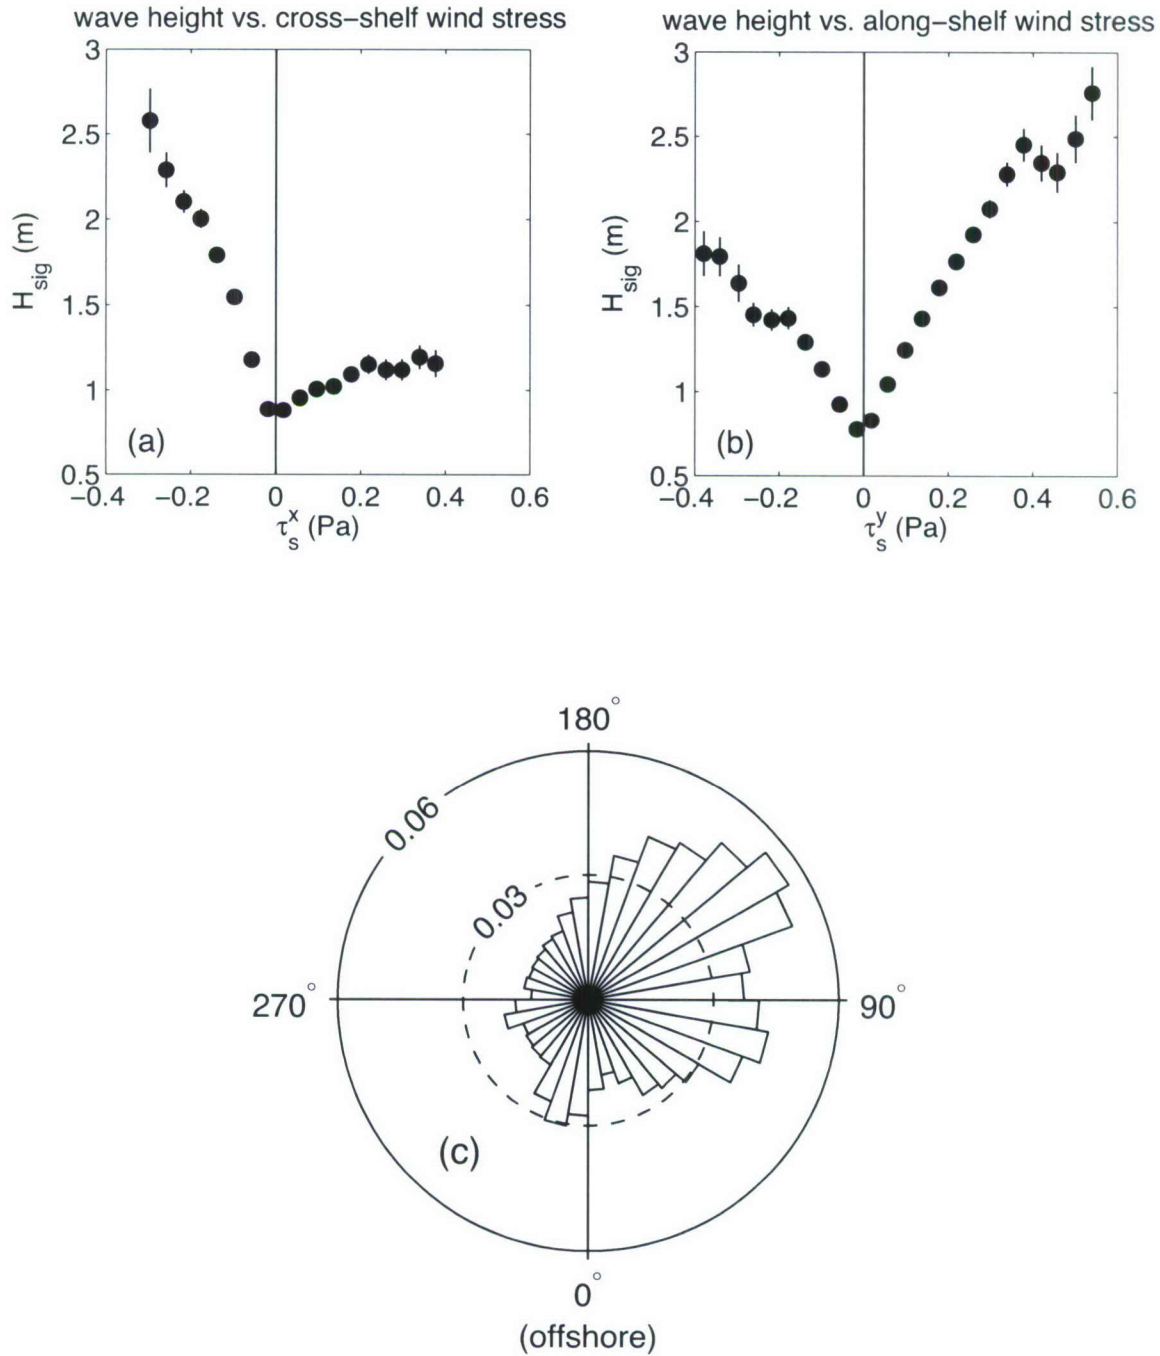 wave height vs. cross−shelf wind stress
3
2.5
2
1.5
1
0.5
H_sig (m)
−0.4 −0.2 0 0.2 0.4 0.6
τ_s^x (Pa)
(a)
wave height vs. along−shelf wind stress
3
2.5
2
1.5
1
0.5
H_sig (m)
−0.4 −0.2 0 0.2 0.4 0.6
τ_s^y (Pa)
(b)
180°
0.06
0.03
270°
90°
(c)
0°
(offshore)